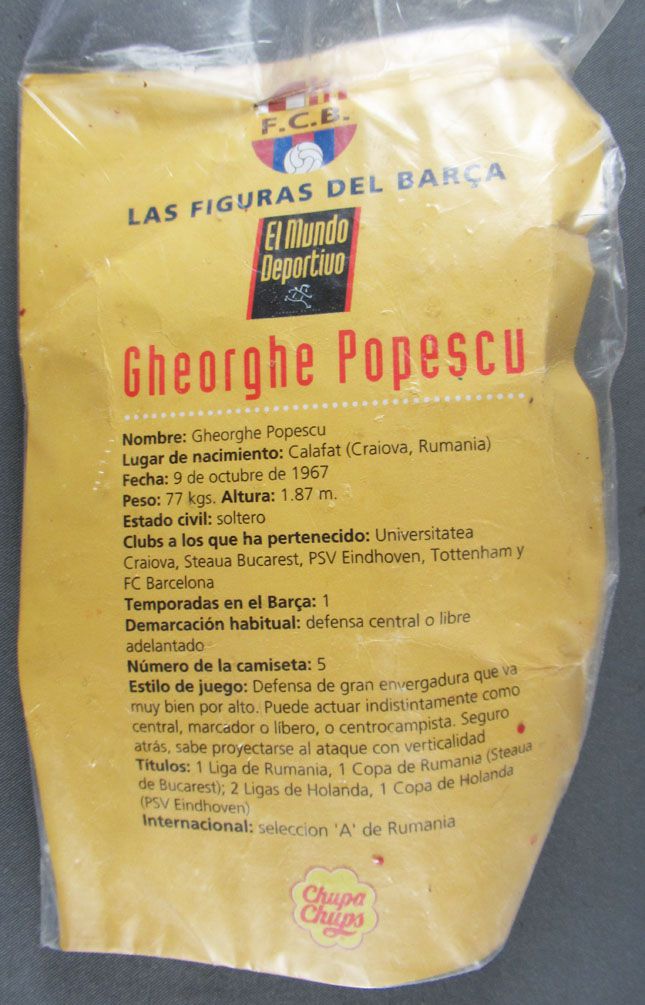 F.C.B.
LAS FIGURAS DEL BARÇA
El Mundo
Deportivo
Gheorghe Popescu
Nombre: Gheorghe Popescu
Lugar de nacimiento: Calafat (Craiova, Rumania)
Fecha: 9 de octubre de 1967
Peso: 77 kgs. Altura: 1.87 m.
Estado civil: soltero
Clubs a los que ha pertenecido: Universitatea
Craiova, Steaua Bucarest, PSV Eindhoven, Tottenham y
FC Barcelona
Temporadas en el Barça: 1
Demarcación habitual: defensa central o libre
adelantado
Número de la camiseta: 5
Estilo de juego: Defensa de gran envergadura que va
muy bien por alto. Puede actuar indistintamente como
central, marcador o líbero, o centrocampista. Seguro
atrás, sabe proyectarse al ataque con verticalidad
Títulos: 1 Liga de Rumania, 1 Copa de Rumania (Steaua
de Bucarest); 2 Ligas de Holanda, 1 Copa de Holanda
(PSV Eindhoven)
Internacional: seleccion 'A' de Rumania
Chupa
Chups